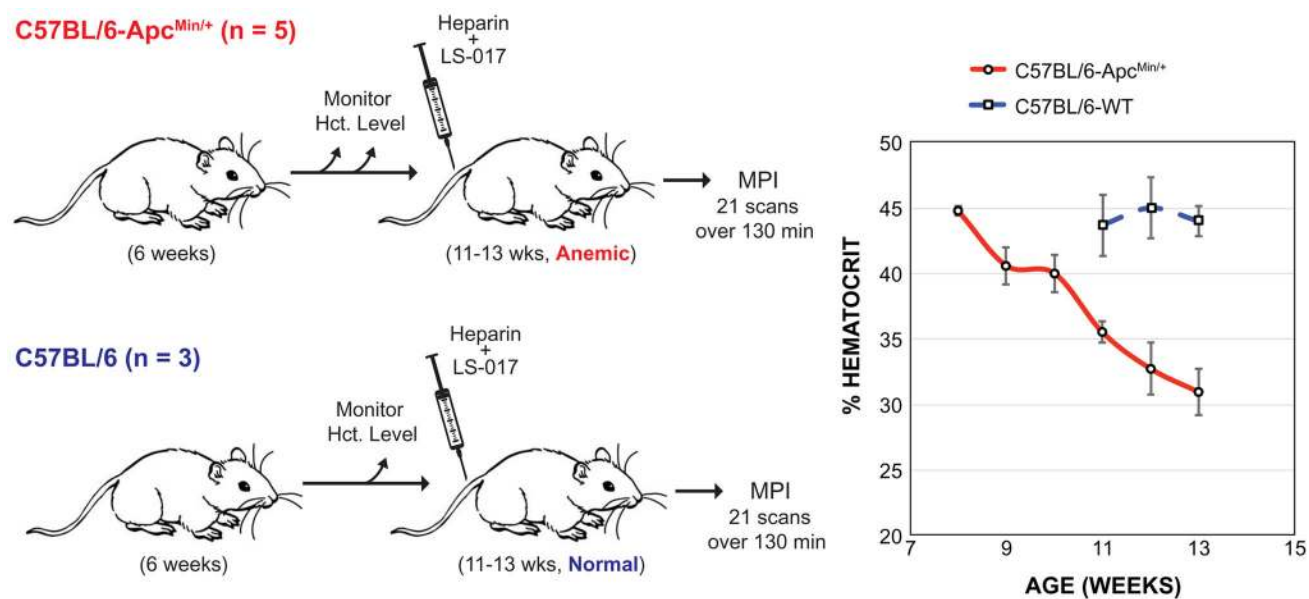 C57BL/6-Apc^Min/+ (n = 5)
Heparin
+
LS-017
Monitor
Hct. Level
MPI
21 scans
over 130 min
(6 weeks)
(11-13 wks, Anemic)
C57BL/6 (n = 3)
Heparin
+
LS-017
Monitor
Hct. Level
MPI
21 scans
over 130 min
(6 weeks)
(11-13 wks, Normal)
C57BL/6-Apc^Min/+
C57BL/6-WT
% HEMATOCRIT
50
45
40
35
30
25
20
7
9
11
13
15
AGE (WEEKS)